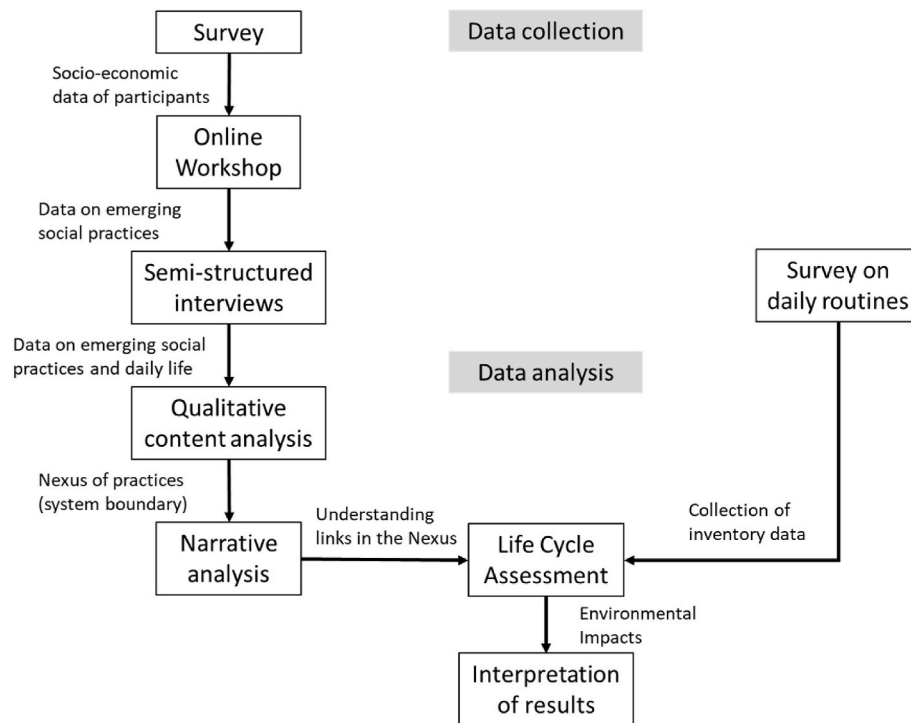 Survey
Data collection
Socio-economic
data of participants
Online
Workshop
Data on emerging
social practices
Semi-structured
interviews
Survey on
daily routines
Data on emerging social
practices and daily life
Data analysis
Qualitative
content analysis
Nexus of practices
(system boundary)
Understanding
links in the Nexus
Collection of
inventory data
Narrative
analysis
Life Cycle
Assessment
Environmental
Impacts
Interpretation
of results